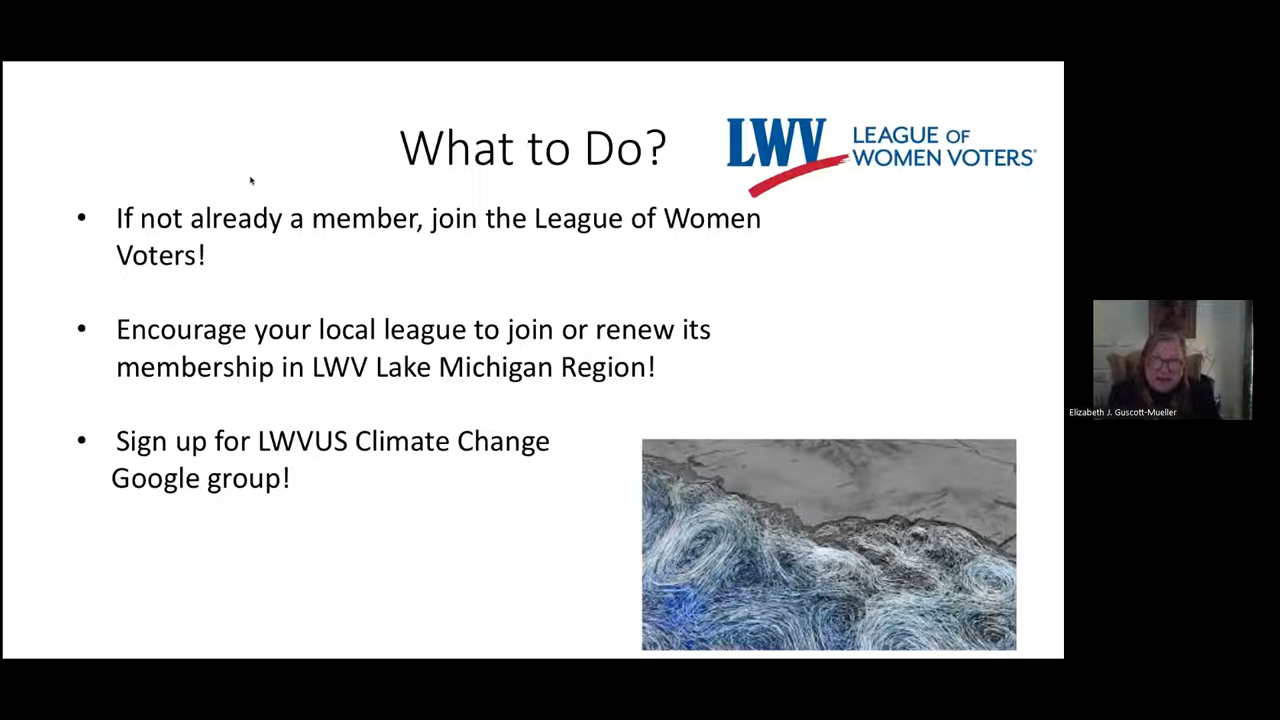 What to Do?
LWV
LEAGUE OF
WOMEN VOTERS®
• If not already a member, join the League of Women
Voters!
• Encourage your local league to join or renew its
membership in LWV Lake Michigan Region!
• Sign up for LWVUS Climate Change
Google group!
Elizabeth J. Guscott-Mueller